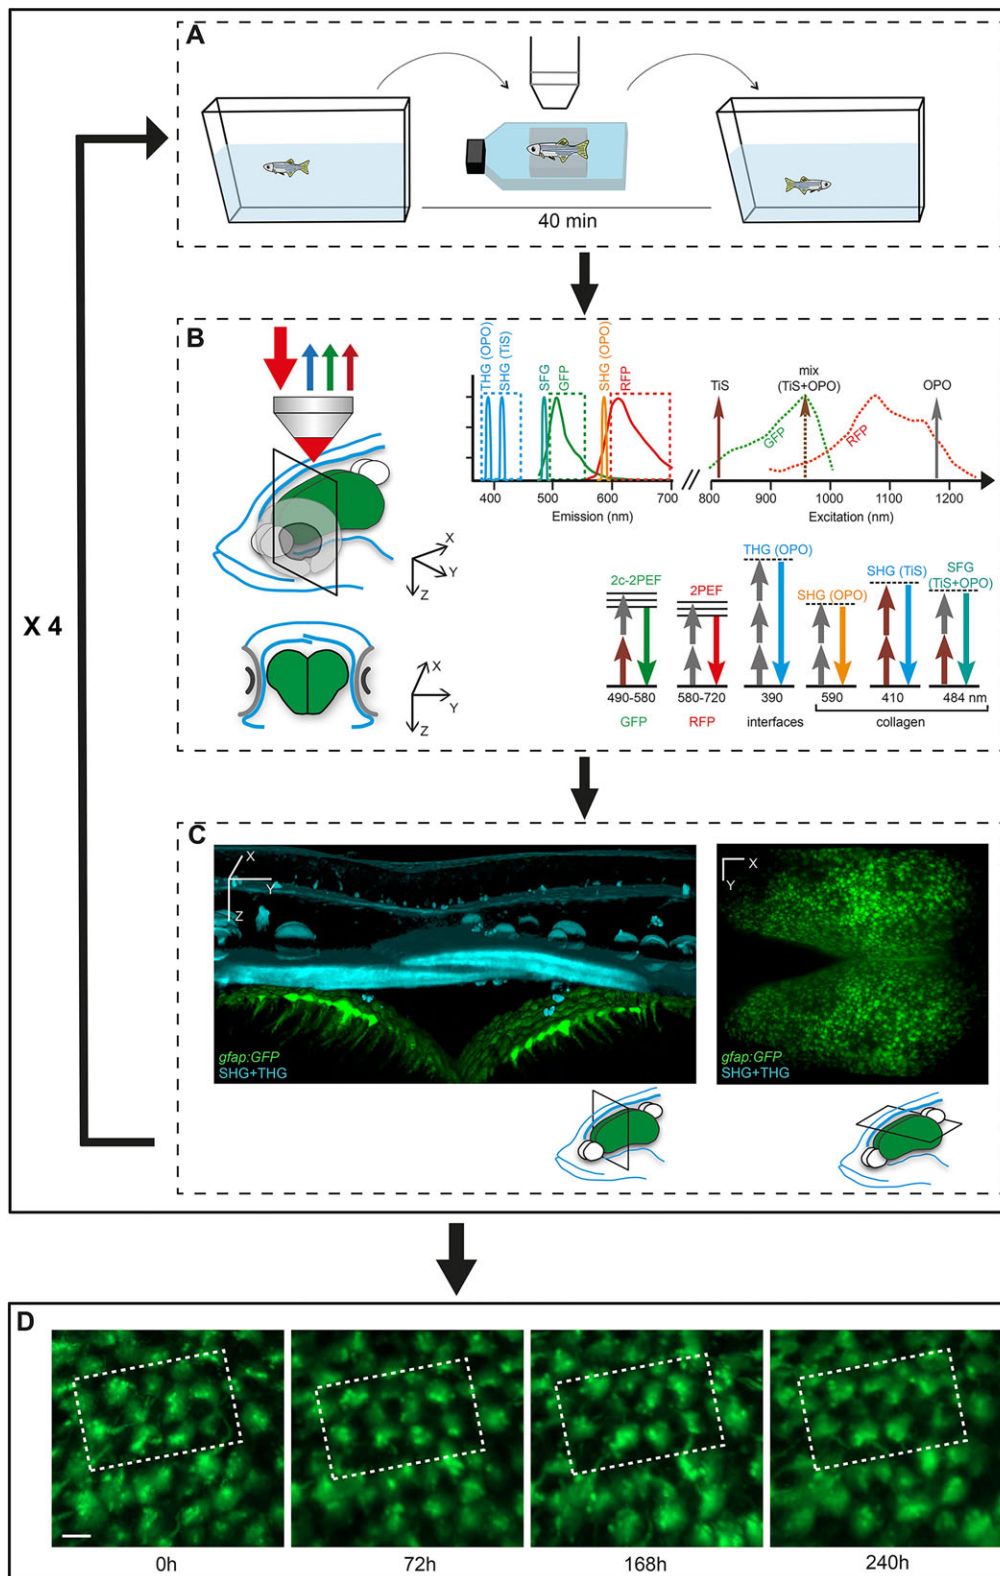 A
40 min
X 4
B
THG (OPO)
SHG (TiS)
SFG
GFP
SHG (OPO)
RFP
400 500 600 700
Emission (nm)
TiS
mix
(TiS+OPO)
OPO
GFP
RFP
800 900 1000 1100 1200
Excitation (nm)
X
Y
Z
X
Y
Z
2c-2PEF
2PEF
THG (OPO)
SHG (OPO)
SHG (TiS)
SFG
(TiS+OPO)
490-580 580-720 390 590 410 484 nm
GFP RFP interfaces collagen
C
X
Y
Z
gfap:GFP
SHG+THG
X
Y
gfap:GFP
SHG+THG
D
0h 72h 168h 240h